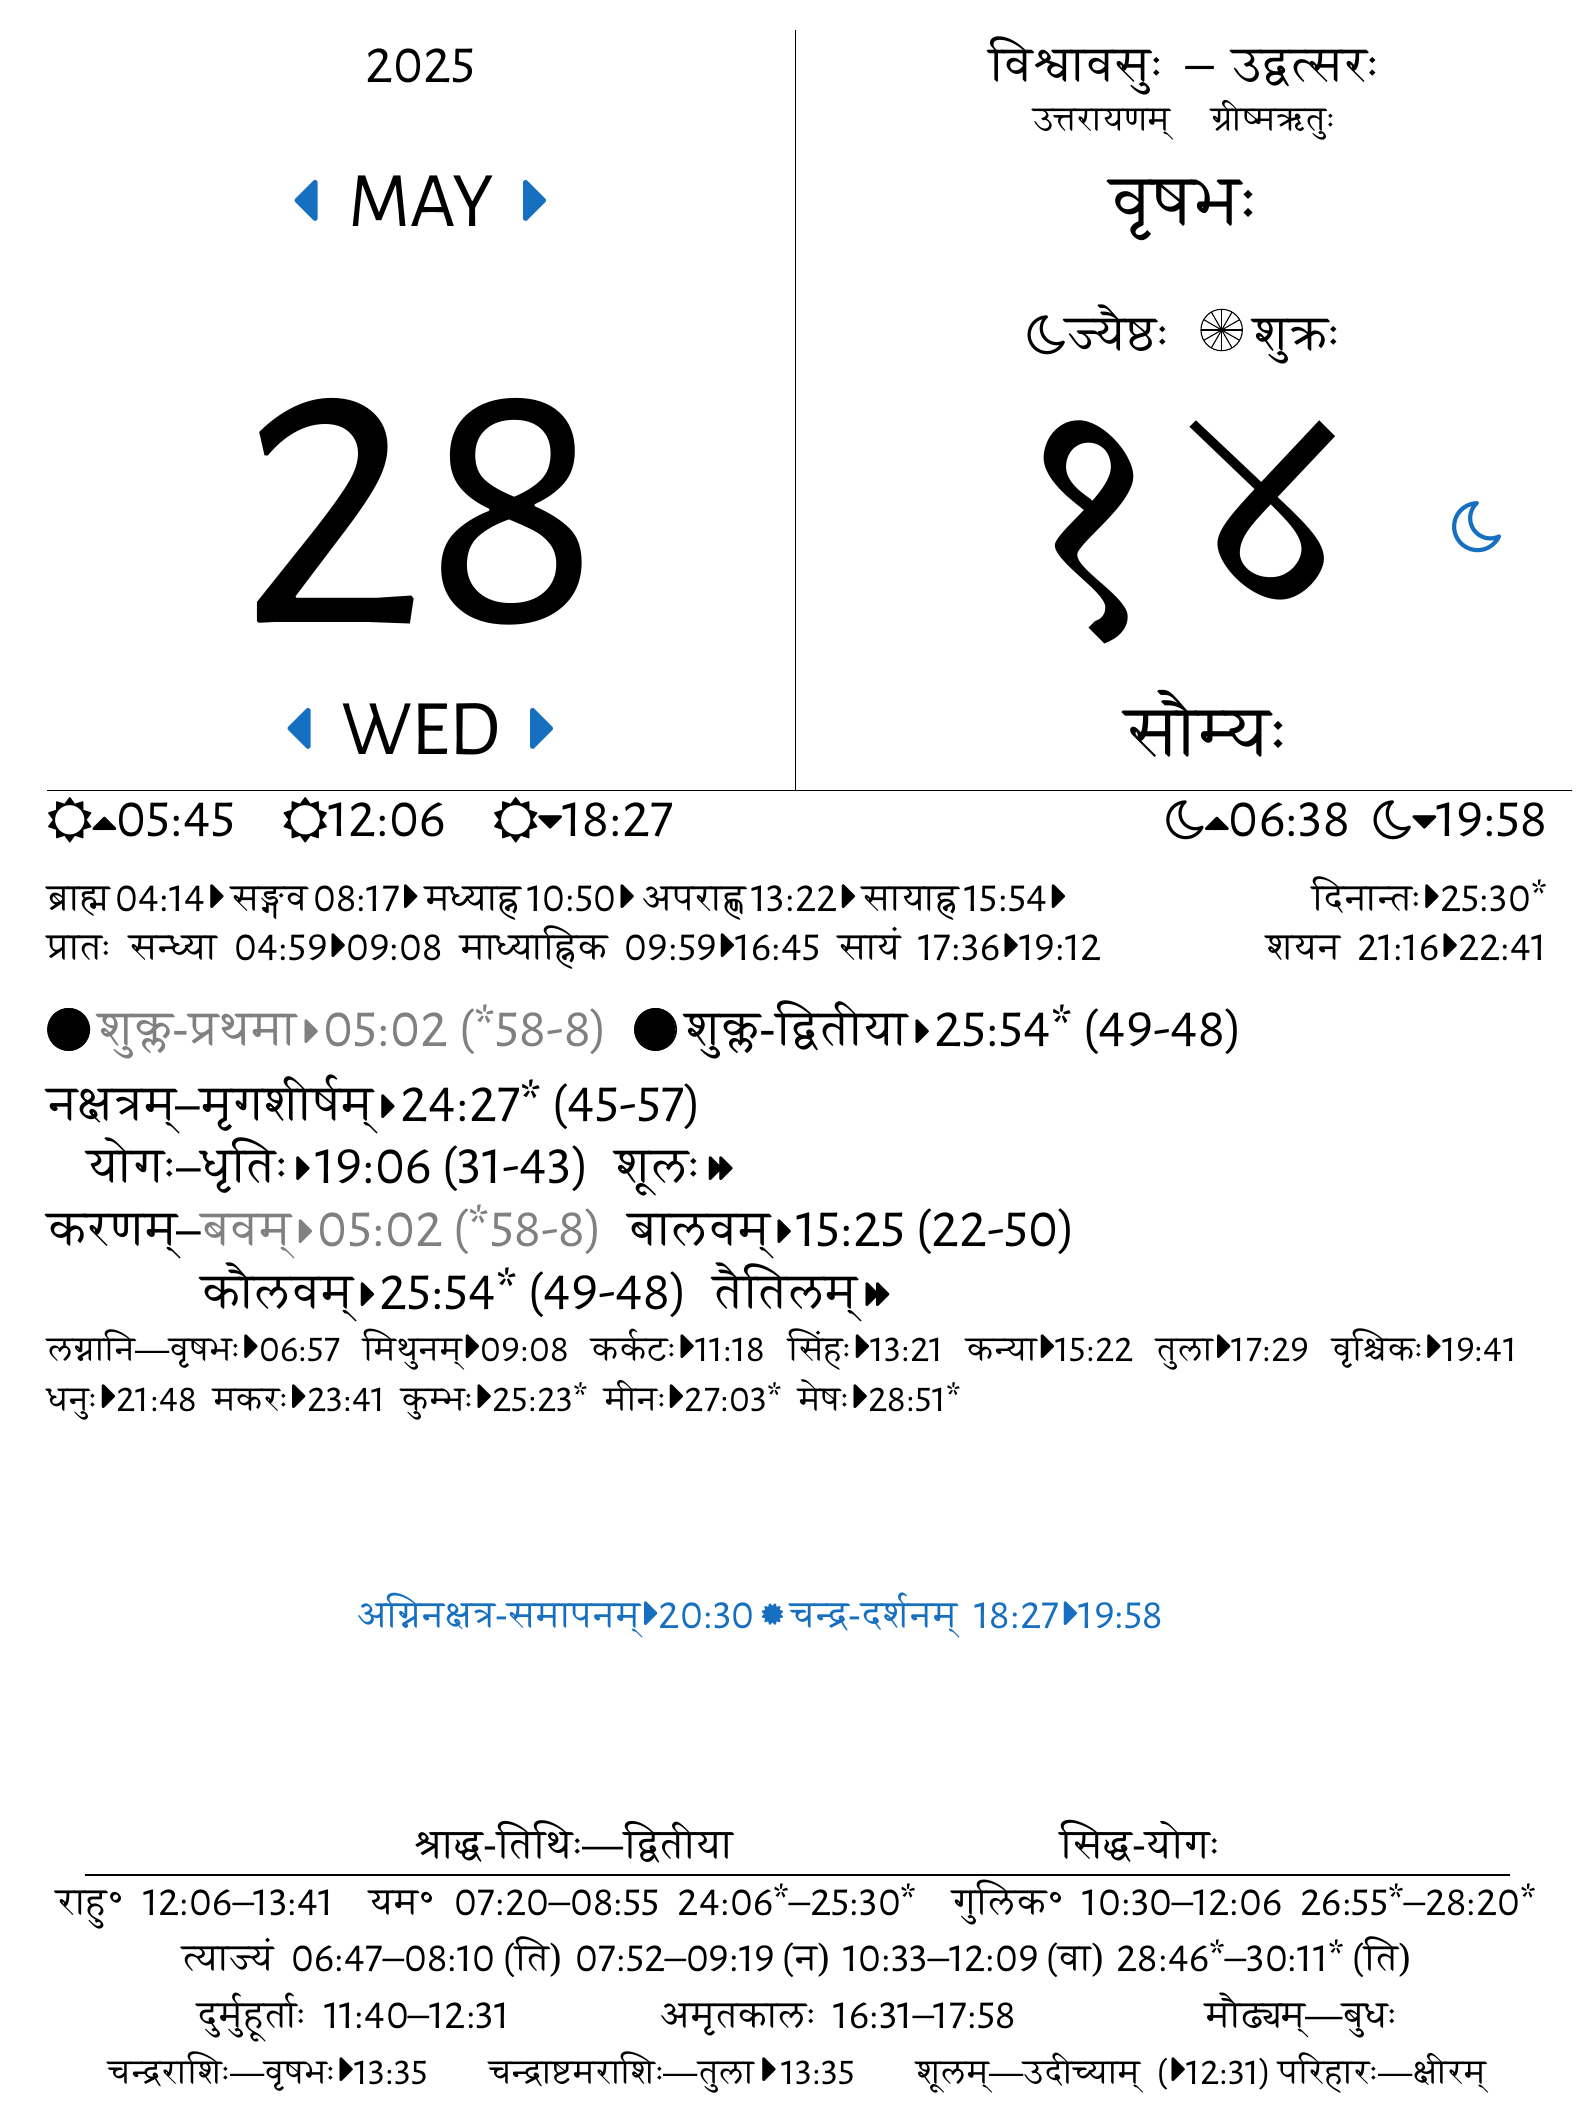 2025
MAY
28
WED
विश्वावसुः – उद्वत्सरः
उत्तरायणम् ग्रीष्मऋतुः
वृषभः
ज्यैष्ठः शुक्रः
१४
सौम्यः
05:45 12:06 18:27 06:38 19:58
ब्राह्म 04:14 सङ्गव 08:17 मध्याह्न 10:50 अपराह्ण 13:22 सायाह्न 15:54 दिनान्तः 25:30*
प्रातः सन्ध्या 04:59 09:08 माध्याह्निक 09:59 16:45 सायं 17:36 19:12 शयन 21:16 22:41
शुक्ल-प्रथमा 05:02 (*58-8) शुक्ल-द्वितीया 25:54* (49-48)
नक्षत्रम्–मृगशीर्षम् 24:27* (45-57)
योगः–धृतिः 19:06 (31-43) शूलः
करणम्–बवम् 05:02 (*58-8) बालवम् 15:25 (22-50)
कौलवम् 25:54* (49-48) तैतिलम्
लग्नानि—वृषभः 06:57 मिथुनम् 09:08 कर्कटः 11:18 सिंहः 13:21 कन्या 15:22 तुला 17:29 वृश्चिकः 19:41
धनुः 21:48 मकरः 23:41 कुम्भः 25:23* मीनः 27:03* मेषः 28:51*
अग्निनक्षत्र-समापनम् 20:30 चन्द्र-दर्शनम् 18:27 19:58
श्राद्ध-तिथिः—द्वितीया सिद्ध-योगः
राहु॰ 12:06–13:41 यम॰ 07:20–08:55 24:06*–25:30* गुलिक॰ 10:30–12:06 26:55*–28:20*
त्याज्यं 06:47–08:10 (ति) 07:52–09:19 (न) 10:33–12:09 (वा) 28:46*–30:11* (ति)
दुर्मुहूर्ताः 11:40–12:31 अमृतकालः 16:31–17:58 मौढ्यम्—बुधः
चन्द्रराशिः—वृषभः 13:35 चन्द्राष्टमराशिः—तुला 13:35 शूलम्—उदीच्याम् (12:31) परिहारः—क्षीरम्